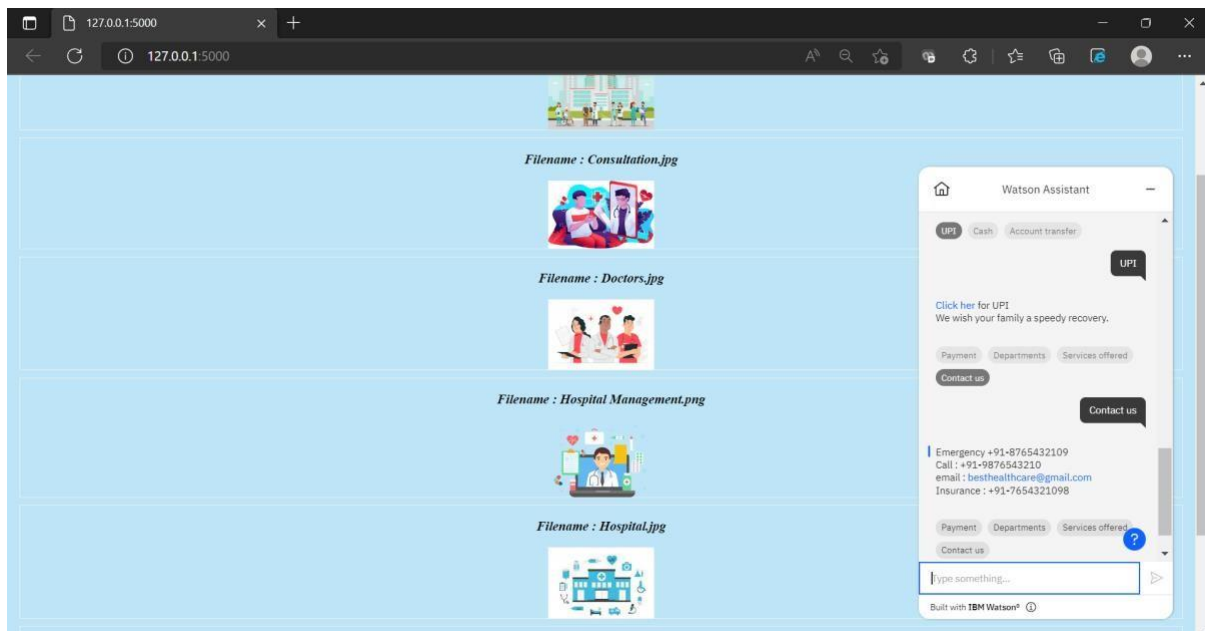 127.0.0.1:5000
127.0.0.1:5000
Filename : Consultation.jpg
Filename : Doctors.jpg
Filename : Hospital Management.png
Filename : Hospital.jpg
Watson Assistant
UPI Cash Account transfer
UPI
Click her for UPI
We wish your family a speedy recovery.
Payment Departments Services offered
Contact us
Contact us
Emergency +91-8765432109
Call : +91-9876543210
email : besthealthcare@gmail.com
Insurance : +91-7654321098
Payment Departments Services offered
?
Contact us
Type something...
Built with IBM Watson®